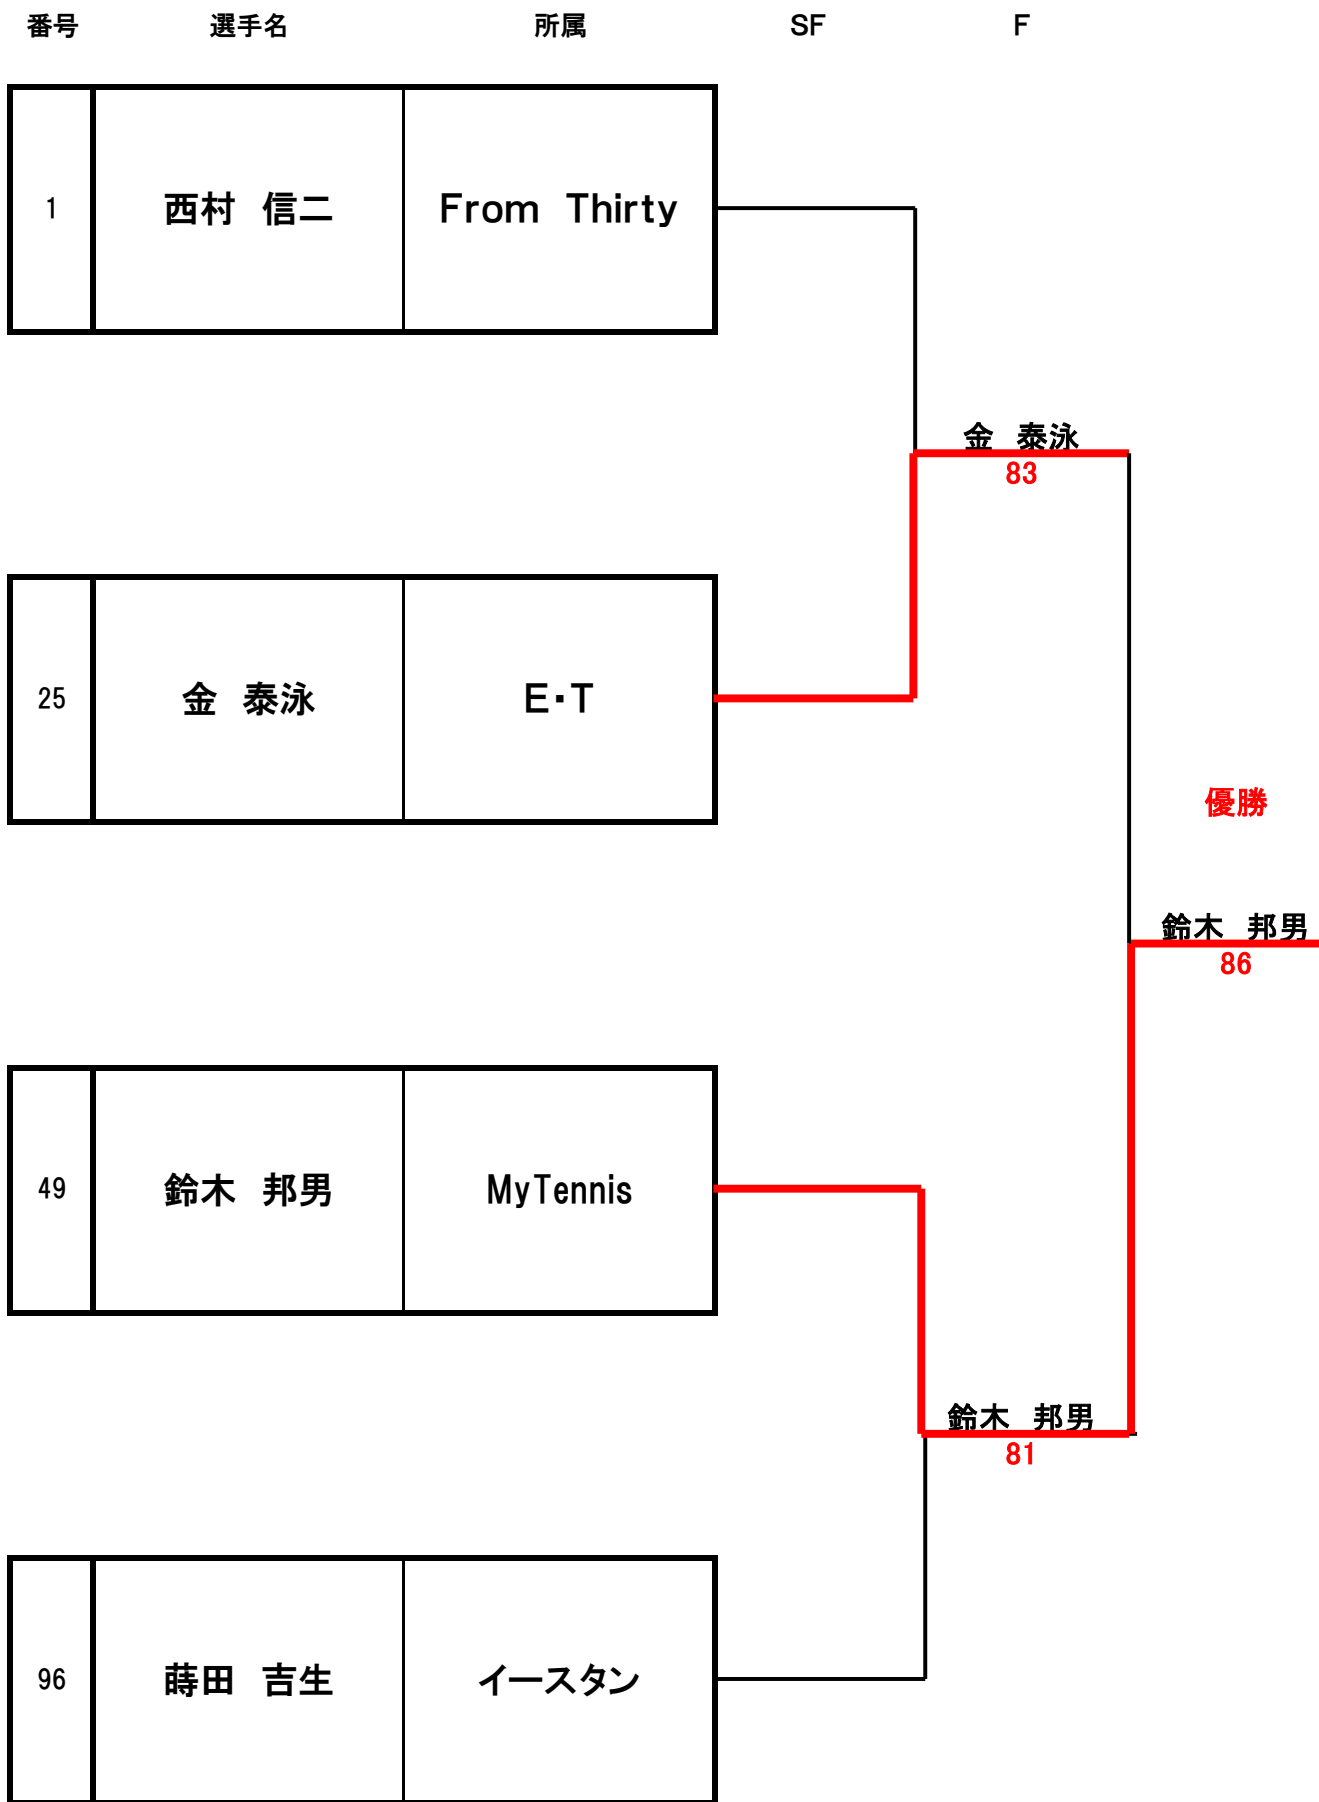 番号 選手名 所属 SF F
1 西村 信二 From Thirty
金 泰泳
83
25 金 泰泳 E・T
優勝
鈴木 邦男
86
49 鈴木 邦男 MyTennis
鈴木 邦男
81
96 蒔田 吉生 イースタン